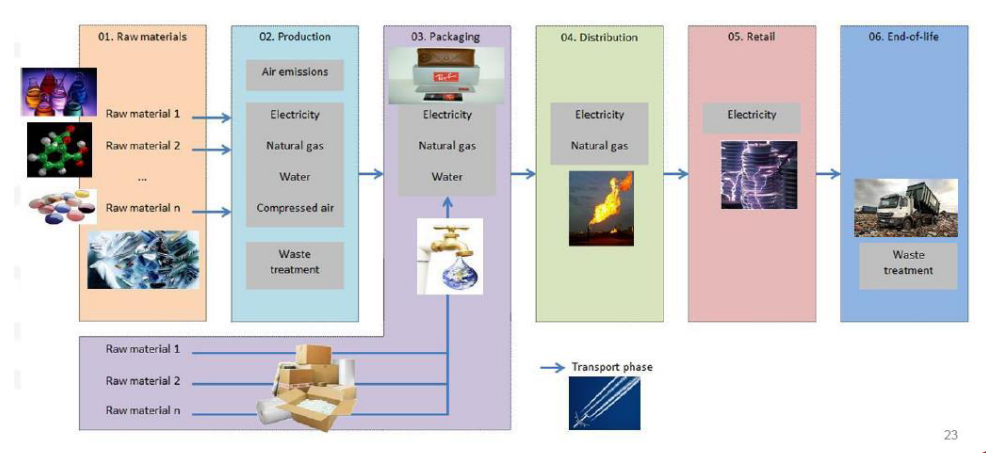 01. Raw materials
Raw material 1
Raw material 2
...
Raw material n
02. Production
Air emissions
Electricity
Natural gas
Water
Compressed air
Waste
treatment
03. Packaging
Ray-Ban
Electricity
Natural gas
Water
Raw material 1
Raw material 2
Raw material n
04. Distribution
Electricity
Natural gas
05. Retail
Electricity
06. End-of-life
Waste
treatment
Transport phase
23